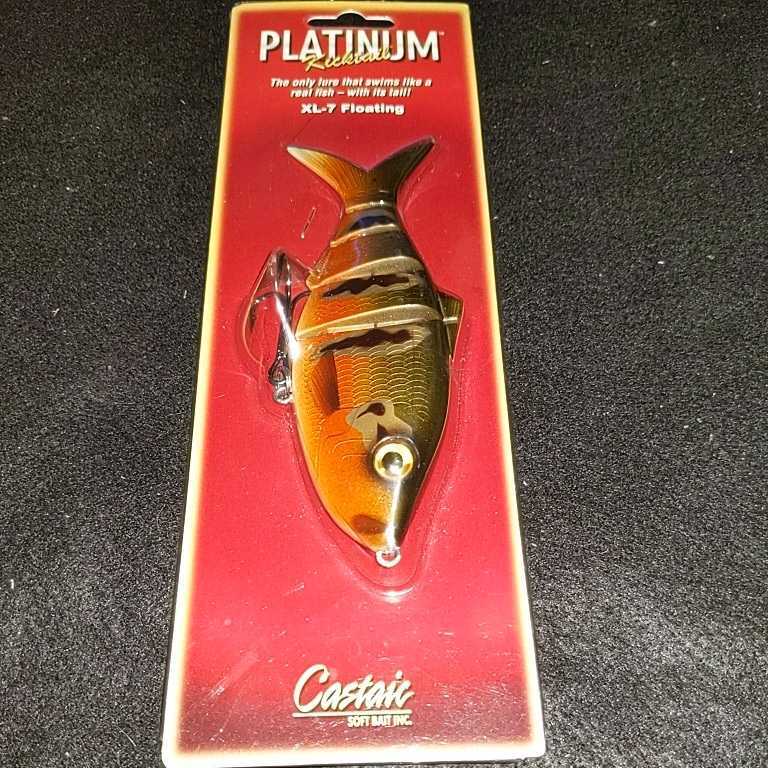 PLATINUM™
Kicktail
The only lure that swims like a
real fish – with its tail!
XL-7 Floating
Castaic
SOFT BAIT INC.